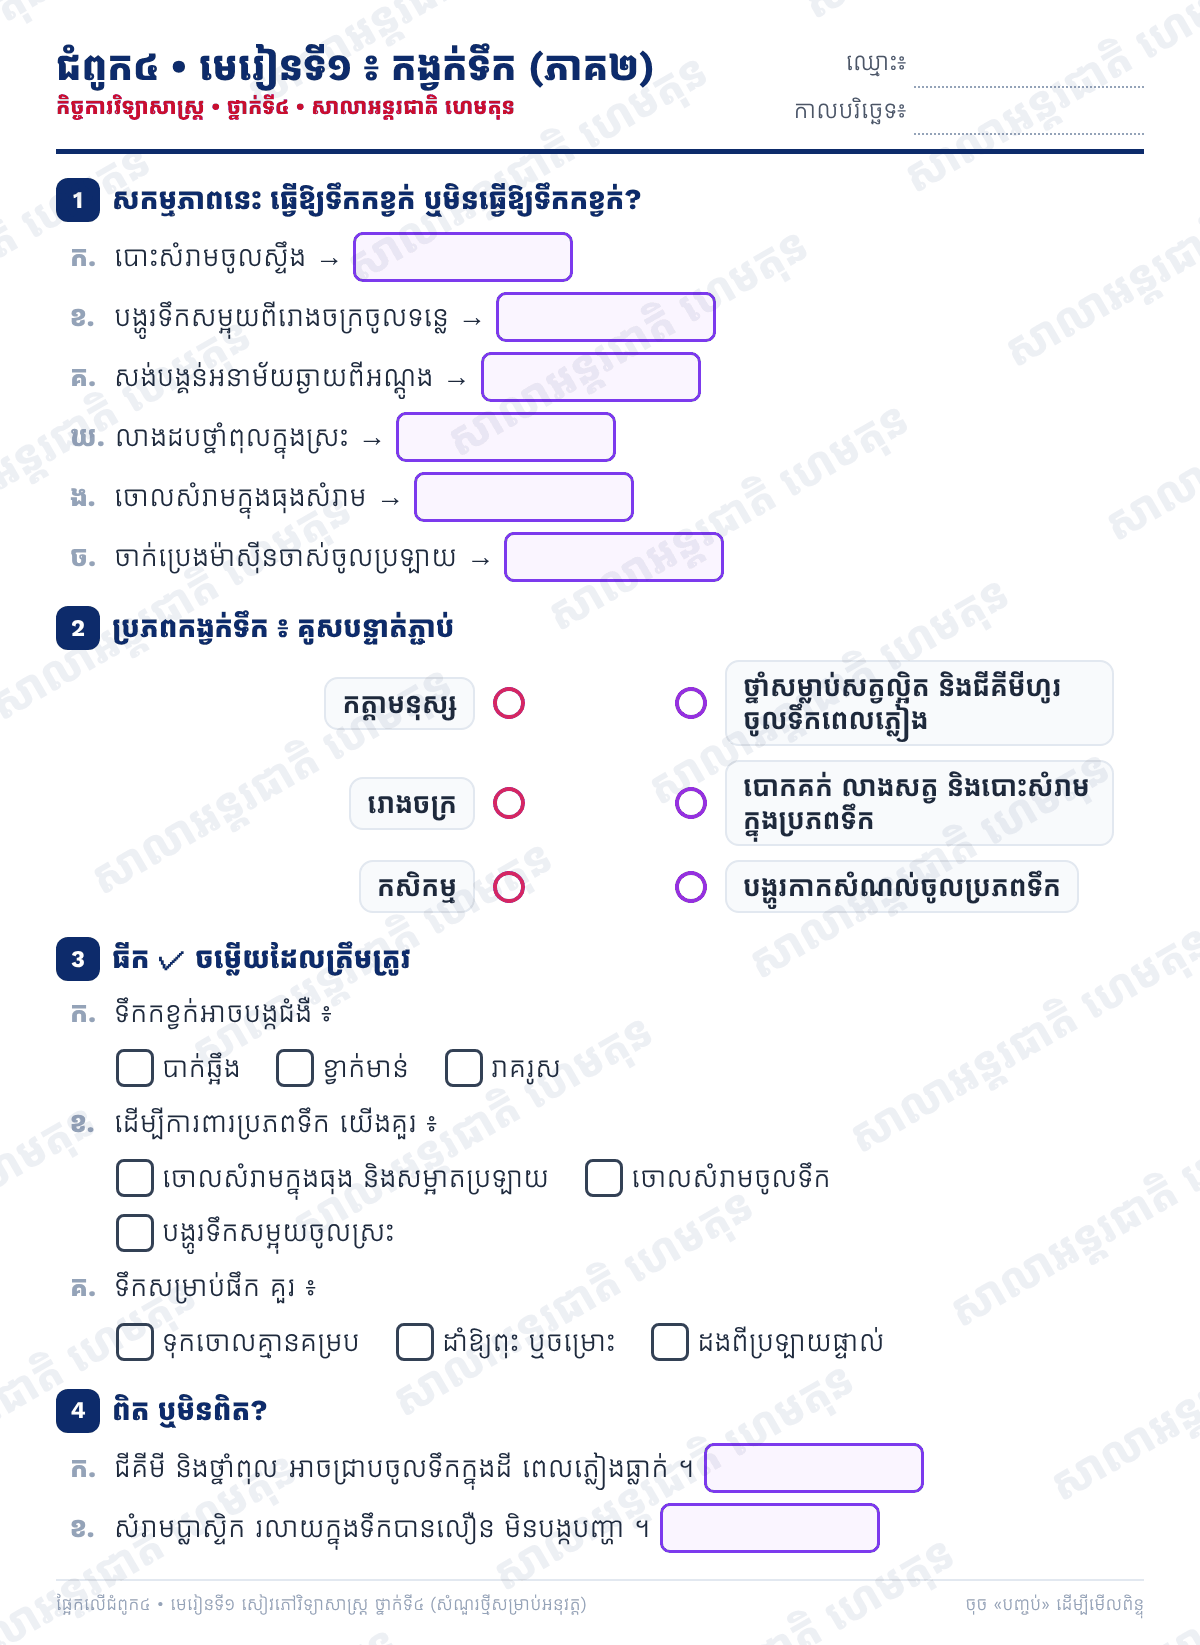 ជំពូក៤ • មេរៀនទី១ ៖ កង្វក់ទឹក (ភាគ២)
កិច្ចការវិទ្យាសាស្ត្រ • ថ្នាក់ទី៤ • សាលាអន្តរជាតិ ហេមតុន
ឈ្មោះ៖
កាលបរិច្ឆេទ៖
1 សកម្មភាពនេះ ធ្វើឱ្យទឹកកខ្វក់ ឬមិនធ្វើឱ្យទឹកកខ្វក់?
ក. បោះសំរាមចូលស្ទឹង →
ខ. បង្ហូរទឹកសម្អុយពីរោងចក្រចូលទន្លេ →
គ. សង់បង្គន់អនាម័យឆ្ងាយពីអណ្តូង →
ឃ. លាងដបថ្នាំពុលក្នុងស្រះ →
ង. ចោលសំរាមក្នុងធុងសំរាម →
ច. ចាក់ប្រេងម៉ាស៊ីនចាស់ចូលប្រឡាយ →
2 ប្រភពកង្វក់ទឹក ៖ គូសបន្ទាត់ភ្ជាប់
កត្តាមនុស្ស
ថ្នាំសម្លាប់សត្វល្អិត និងជីគីមីហូរ
ចូលទឹកពេលភ្លៀង
រោងចក្រ
បោកគក់ លាងសត្វ និងបោះសំរាម
ក្នុងប្រភពទឹក
កសិកម្ម
បង្ហូរកាកសំណល់ចូលប្រភពទឹក
3 ធីក ✓ ចម្លើយដែលត្រឹមត្រូវ
ក. ទឹកកខ្វក់អាចបង្កជំងឺ ៖
បាក់ឆ្អឹង ខ្វាក់មាន់ រាគរូស
ខ. ដើម្បីការពារប្រភពទឹក យើងគួរ ៖
ចោលសំរាមក្នុងធុង និងសម្អាតប្រឡាយ ចោលសំរាមចូលទឹក
បង្ហូរទឹកសម្អុយចូលស្រះ
គ. ទឹកសម្រាប់ផឹក គួរ ៖
ទុកចោលគ្មានគម្រប ដាំឱ្យពុះ ឬចម្រោះ ដងពីប្រឡាយផ្ទាល់
4 ពិត ឬមិនពិត?
ក. ជីគីមី និងថ្នាំពុល អាចជ្រាបចូលទឹកក្នុងដី ពេលភ្លៀងធ្លាក់ ។
ខ. សំរាមប្លាស្ទិក រលាយក្នុងទឹកបានលឿន មិនបង្កបញ្ហា ។
ផ្អែកលើជំពូក៤ • មេរៀនទី១ សៀវភៅវិទ្យាសាស្ត្រ ថ្នាក់ទី៤ (សំណួរថ្មីសម្រាប់អនុវត្ត)
ចុច «បញ្ចប់» ដើម្បីមើលពិន្ទុ